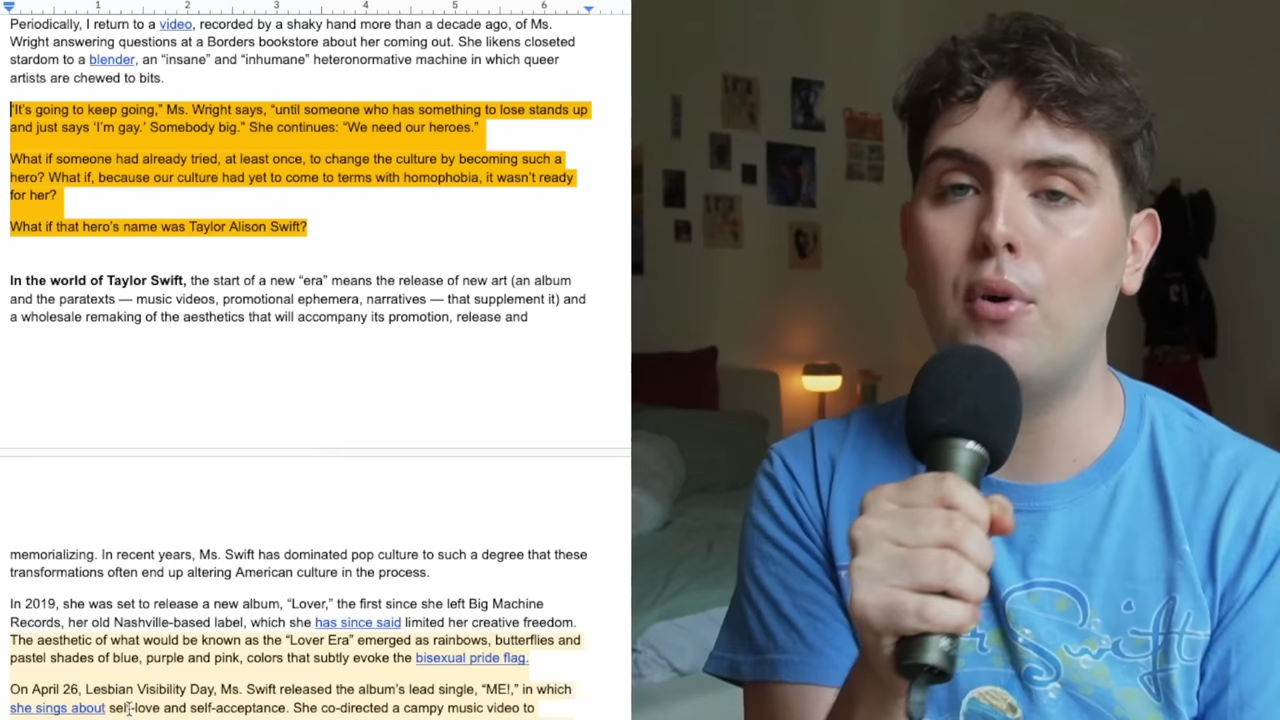 1 2 3 4 5 6
Periodically, I return to a video, recorded by a shaky hand more than a decade ago, of Ms.
Wright answering questions at a Borders bookstore about her coming out. She likens closeted
stardom to a blender, an “insane” and “inhumane” heteronormative machine in which queer
artists are chewed to bits.
“It’s going to keep going,” Ms. Wright says, “until someone who has something to lose stands up
and just says ‘I’m gay.’ Somebody big.” She continues: “We need our heroes.”
What if someone had already tried, at least once, to change the culture by becoming such a
hero? What if, because our culture had yet to come to terms with homophobia, it wasn’t ready
for her?
What if that hero’s name was Taylor Alison Swift?
In the world of Taylor Swift, the start of a new “era” means the release of new art (an album
and the paratexts — music videos, promotional ephemera, narratives — that supplement it) and
a wholesale remaking of the aesthetics that will accompany its promotion, release and
memorializing. In recent years, Ms. Swift has dominated pop culture to such a degree that these
transformations often end up altering American culture in the process.
In 2019, she was set to release a new album, “Lover,” the first since she left Big Machine
Records, her old Nashville-based label, which she has since said limited her creative freedom.
The aesthetic of what would be known as the “Lover Era” emerged as rainbows, butterflies and
pastel shades of blue, purple and pink, colors that subtly evoke the bisexual pride flag.
On April 26, Lesbian Visibility Day, Ms. Swift released the album’s lead single, “ME!,” in which
she sings about self-love and self-acceptance. She co-directed a campy music video to
Swift